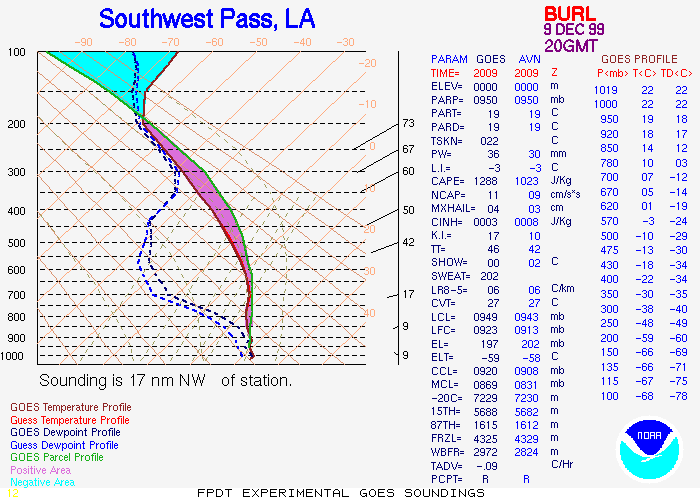 Southwest Pass, LA
BURL
9 DEC 99
20GMT
-90 -80 -70 -60 -50 -40 -30
100
200
300
400
500
600
700
800
900
1000
-20
-10
0
10
20
30
40
73
67
60
50
42
17
9
9
Sounding is 17 nm NW of station.
GOES Temperature Profile
Guess Temperature Profile
GOES Dewpoint Profile
Guess Dewpoint Profile
GOES Parcel Profile
Positive Area
Negative Area
PARAM GOES AVN
TIME= 2009 2009 Z
ELEV= 0000 0000 m
PARP= 0950 0950 mb
PART= 19 19 C
PARD= 19 19 C
TSKN= 022 C
PW= 36 30 mm
L.I.= -3 -3 C
CAPE= 1288 1023 J/Kg
NCAP= 11 09 cm/s*s
MXHAIL= 04 03 cm
CINH= 0003 0008 J/Kg
K.I.= 17 10
TT= 46 42
SHOW= 00 02 C
SWEAT= 202
LR8-5= 06 06 C/km
CVT= 27 27 C
LCL= 0949 0943 mb
LFC= 0923 0913 mb
EL= 197 202 mb
ELT= -59 -58 C
CCL= 0920 0908 mb
MCL= 0869 0831 mb
-20C= 7229 7230 m
15TH= 5688 5682 m
87TH= 1615 1612 m
FRZL= 4325 4329 m
WBFR= 2972 2824 m
TADV= -.09 C/Hr
PCPT= R R
GOES PROFILE
P<mb> T<C> TD<C>
1019 22 22
1000 22 22
950 19 18
920 18 17
850 14 12
780 10 03
700 07 -12
670 05 -14
620 01 -19
570 -3 -24
500 -10 -29
475 -13 -30
430 -18 -34
400 -22 -34
350 -30 -35
300 -38 -40
250 -48 -49
200 -59 -60
150 -66 -69
135 -66 -71
115 -67 -75
100 -68 -78
NOAA
12
FPDT EXPERIMENTAL GOES SOUNDINGS